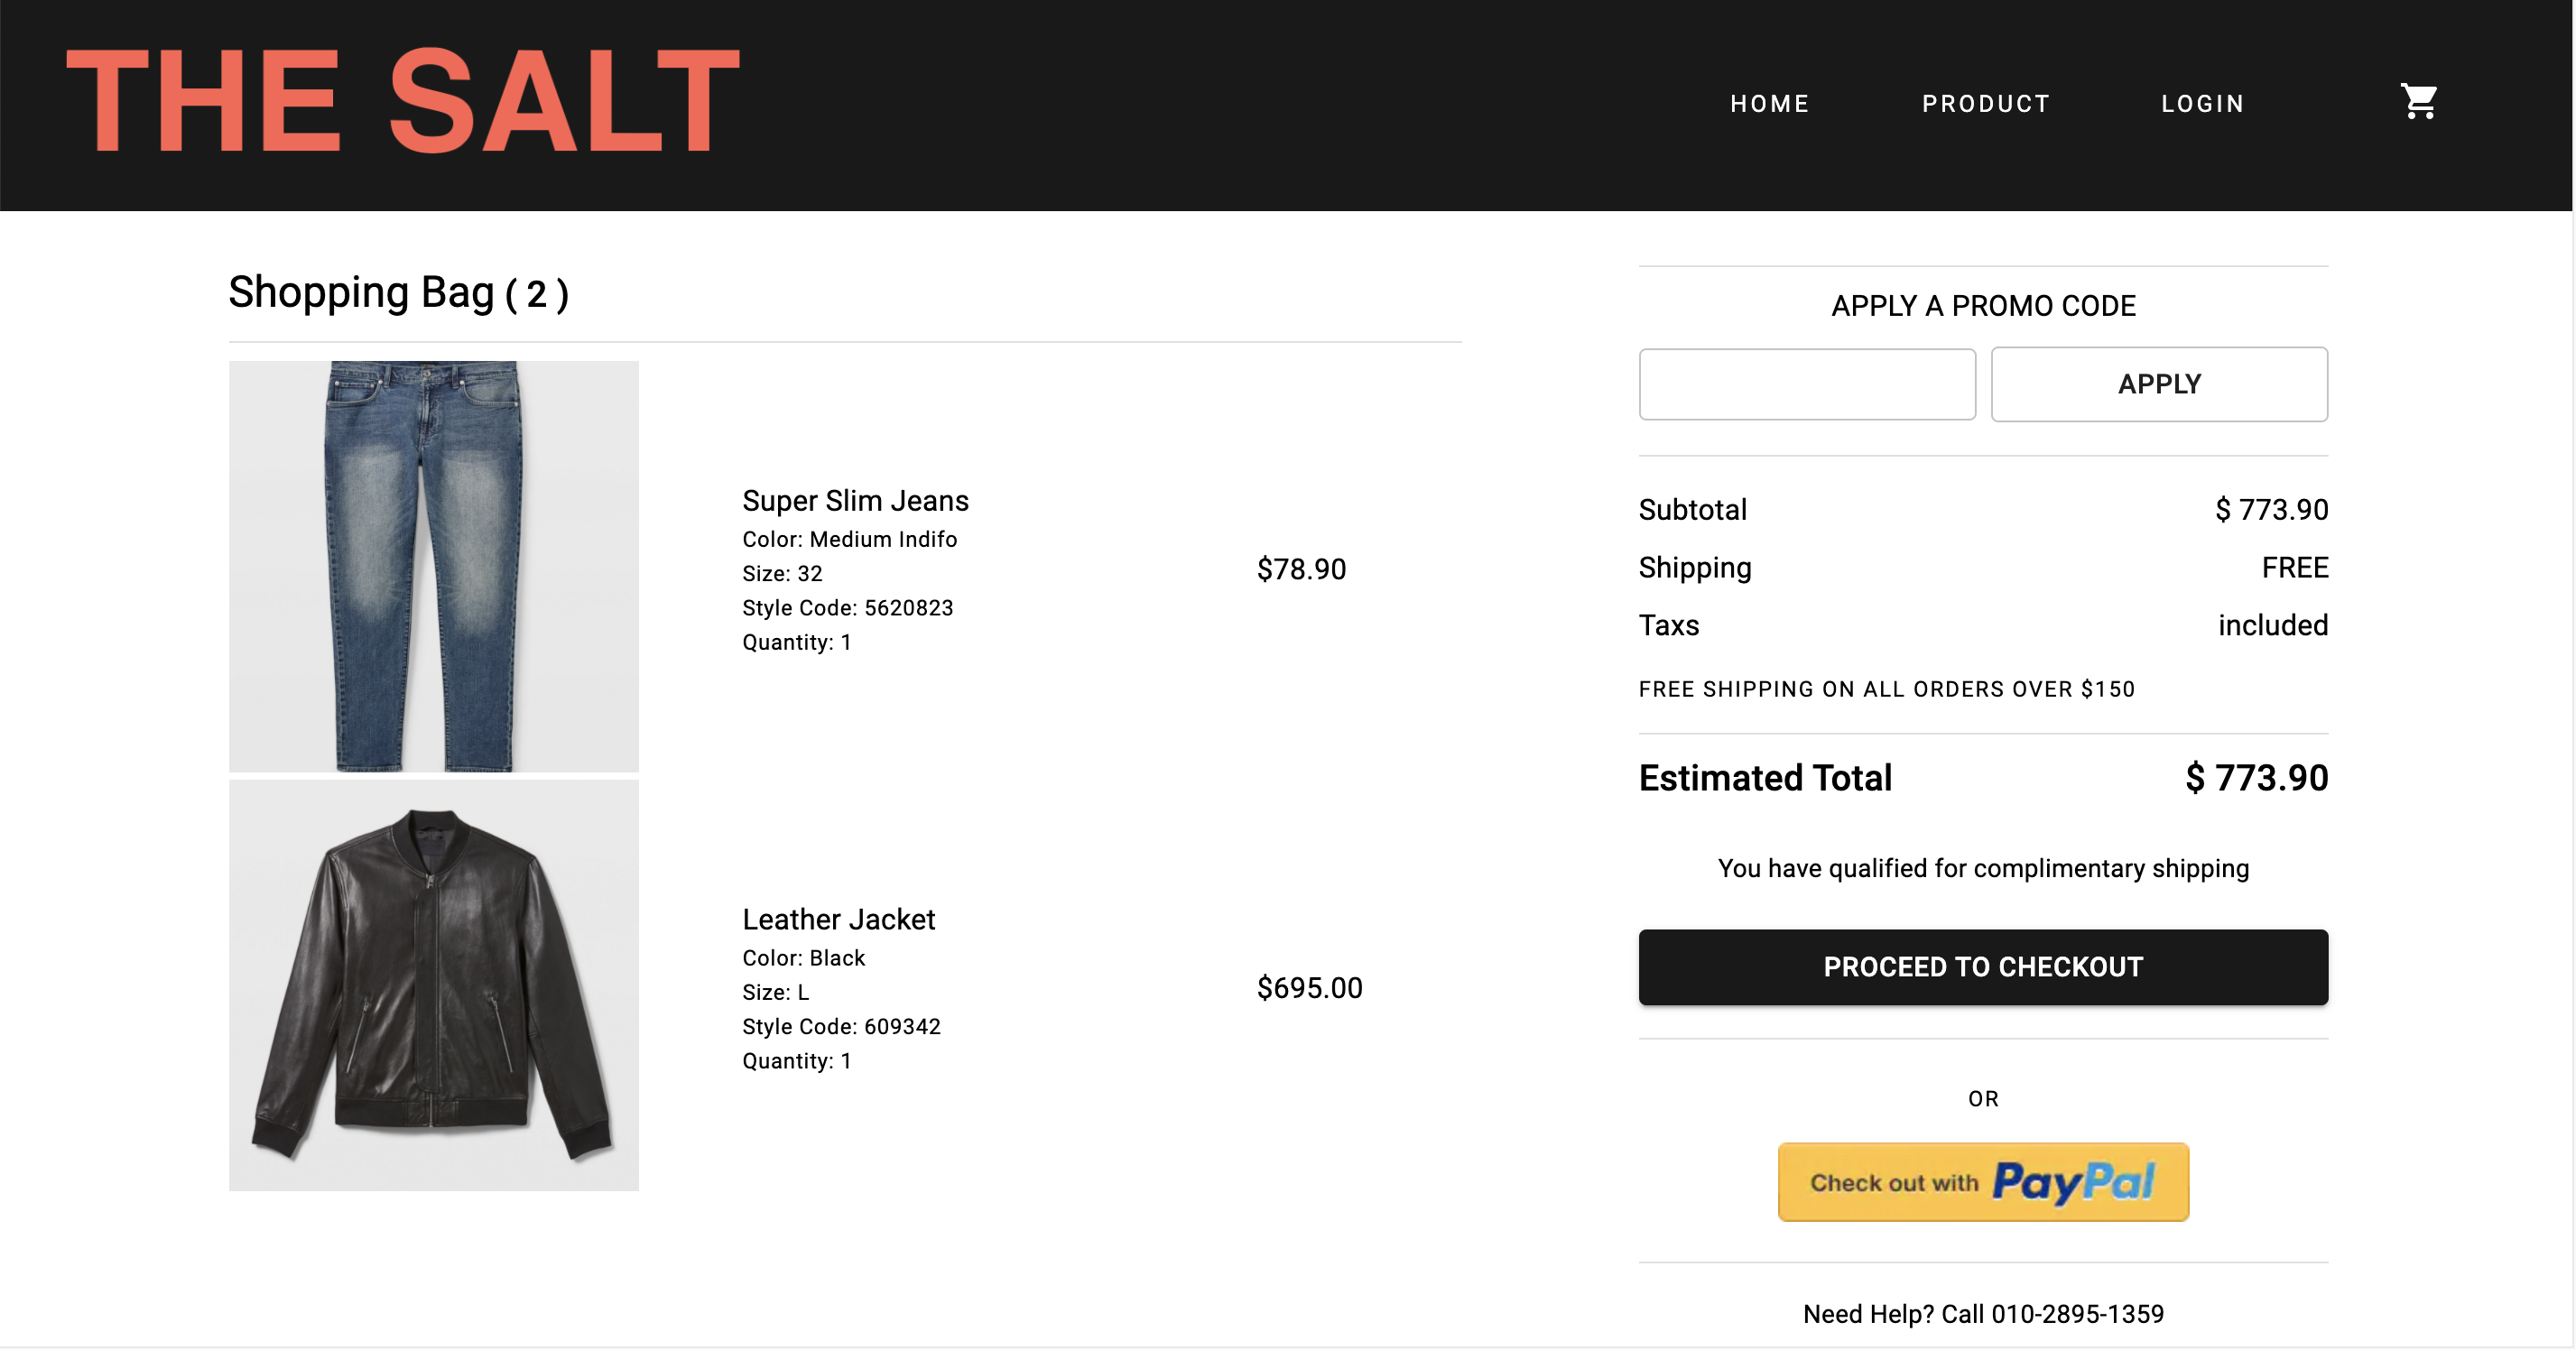 THE SALT
HOME PRODUCT LOGIN
Shopping Bag ( 2 )
Super Slim Jeans
Color: Medium Indifo
Size: 32
Style Code: 5620823
Quantity: 1
$78.90
Leather Jacket
Color: Black
Size: L
Style Code: 609342
Quantity: 1
$695.00
APPLY A PROMO CODE
APPLY
Subtotal $ 773.90
Shipping FREE
Taxs included
FREE SHIPPING ON ALL ORDERS OVER $150
Estimated Total $ 773.90
You have qualified for complimentary shipping
PROCEED TO CHECKOUT
OR
Check out with PayPal
Need Help? Call 010-2895-1359